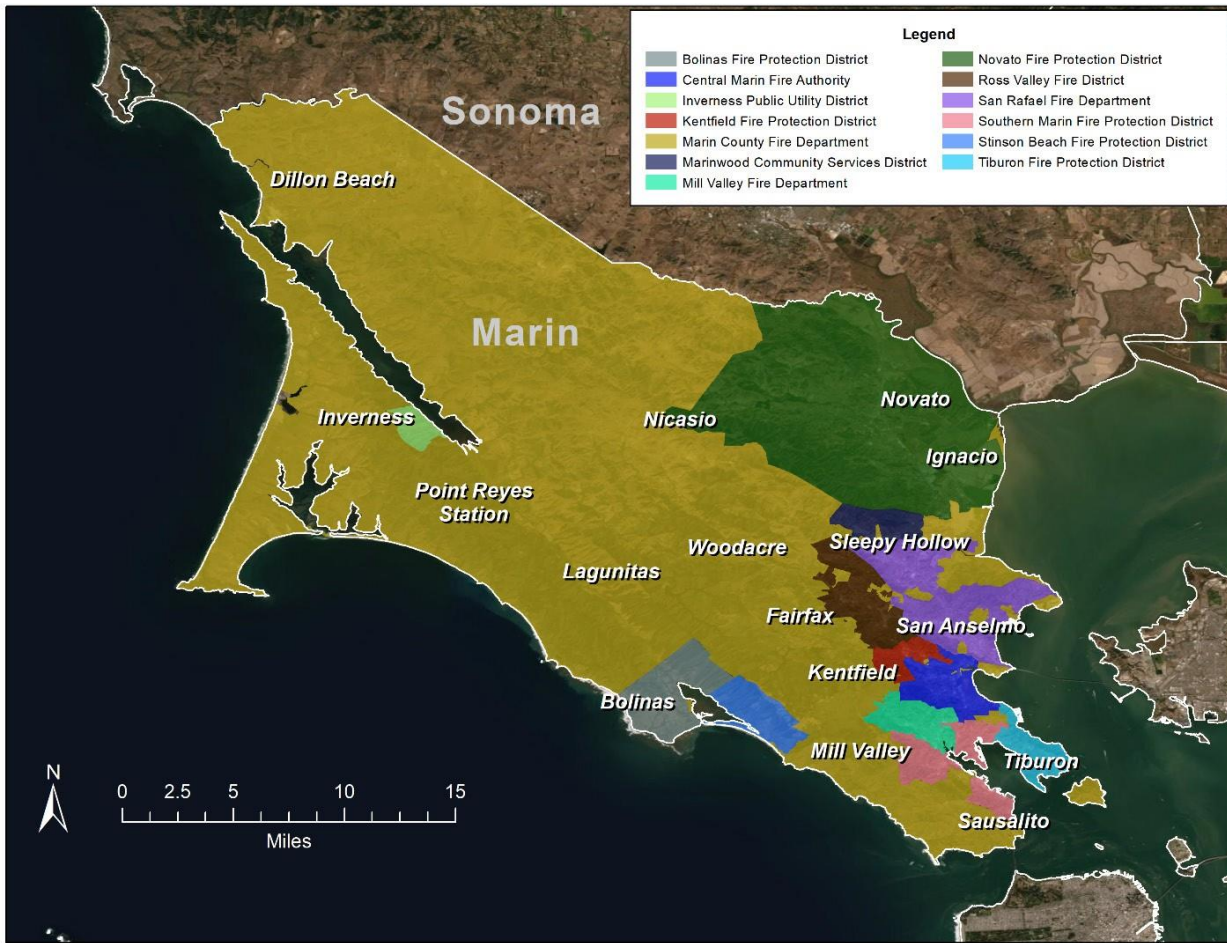 Legend
Bolinas Fire Protection District
Central Marin Fire Authority
Inverness Public Utility District
Kentfield Fire Protection District
Marin County Fire Department
Marinwood Community Services District
Mill Valley Fire Department
Novato Fire Protection District
Ross Valley Fire District
San Rafael Fire Department
Southern Marin Fire Protection District
Stinson Beach Fire Protection District
Tiburon Fire Protection District
Sonoma
Dillon Beach
Marin
Inverness
Nicasio
Novato
Ignacio
Point Reyes
Station
Woodacre
Sleepy Hollow
Lagunitas
Fairfax
San Anselmo
Kentfield
Bolinas
Mill Valley
Tiburon
Sausalito
N
0 2.5 5 10 15
Miles